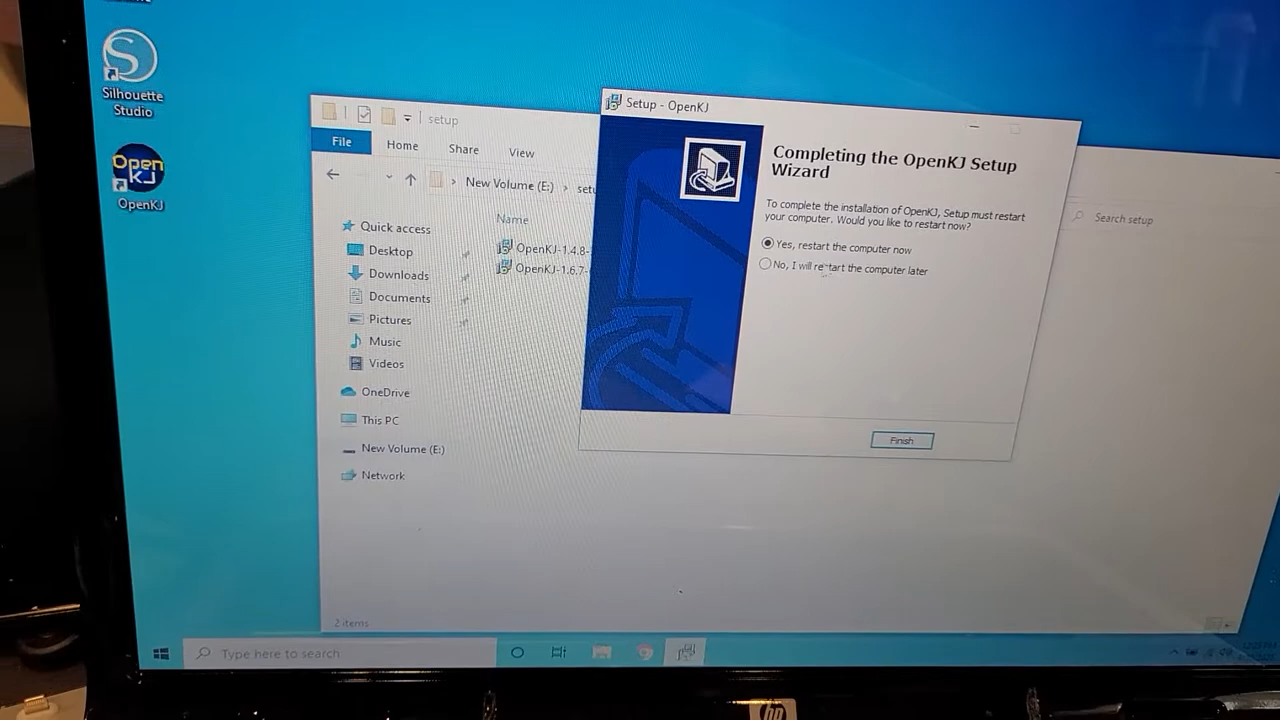 Silhouette
Studio
Open
KJ
OpenKJ
setup
File
Home
Share
View
New Volume (E:)
Search setup
Quick access
Desktop
Downloads
Documents
Pictures
Music
Videos
OneDrive
This PC
New Volume (E:)
Network
Name
OpenKJ-1.4.8-
OpenKJ-1.6.7-
2 items
Setup - OpenKJ
Completing the OpenKJ Setup
Wizard
To complete the installation of OpenKJ, Setup must restart
your computer. Would you like to restart now?
Yes, restart the computer now
No, I will restart the computer later
Finish
Type here to search
hp